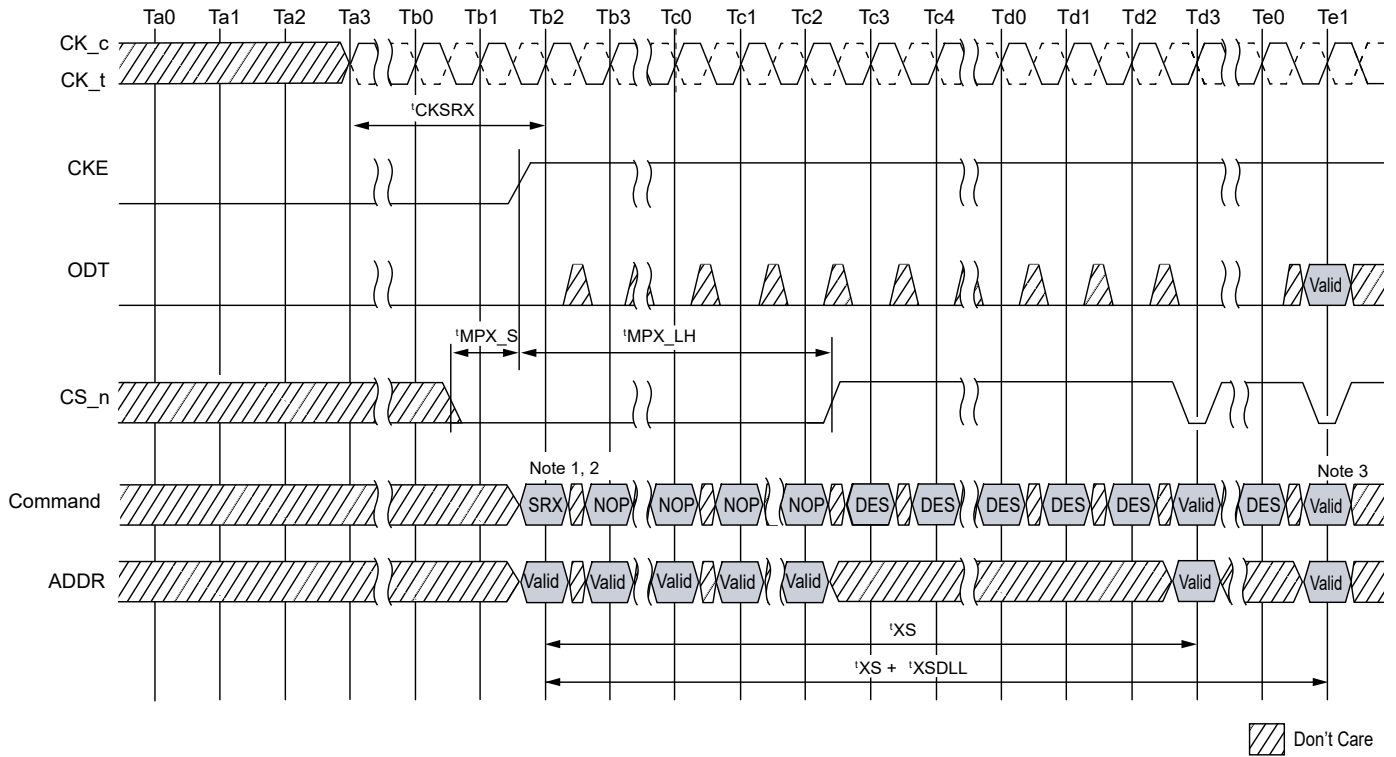 Ta0 Ta1 Ta2 Ta3 Tb0 Tb1 Tb2 Tb3 Tc0 Tc1 Tc2 Tc3 Tc4 Td0 Td1 Td2 Td3 Te0 Te1
CK_c
CK_t
tCKSRX
CKE
ODT
Valid
tMPX_S
tMPX_LH
CS_n
Note 1, 2
Note 3
Command SRX NOP NOP NOP NOP DES DES DES DES DES Valid DES Valid
ADDR Valid Valid Valid Valid Valid Valid Valid
tXS
tXS + tXSDLL
Don't Care